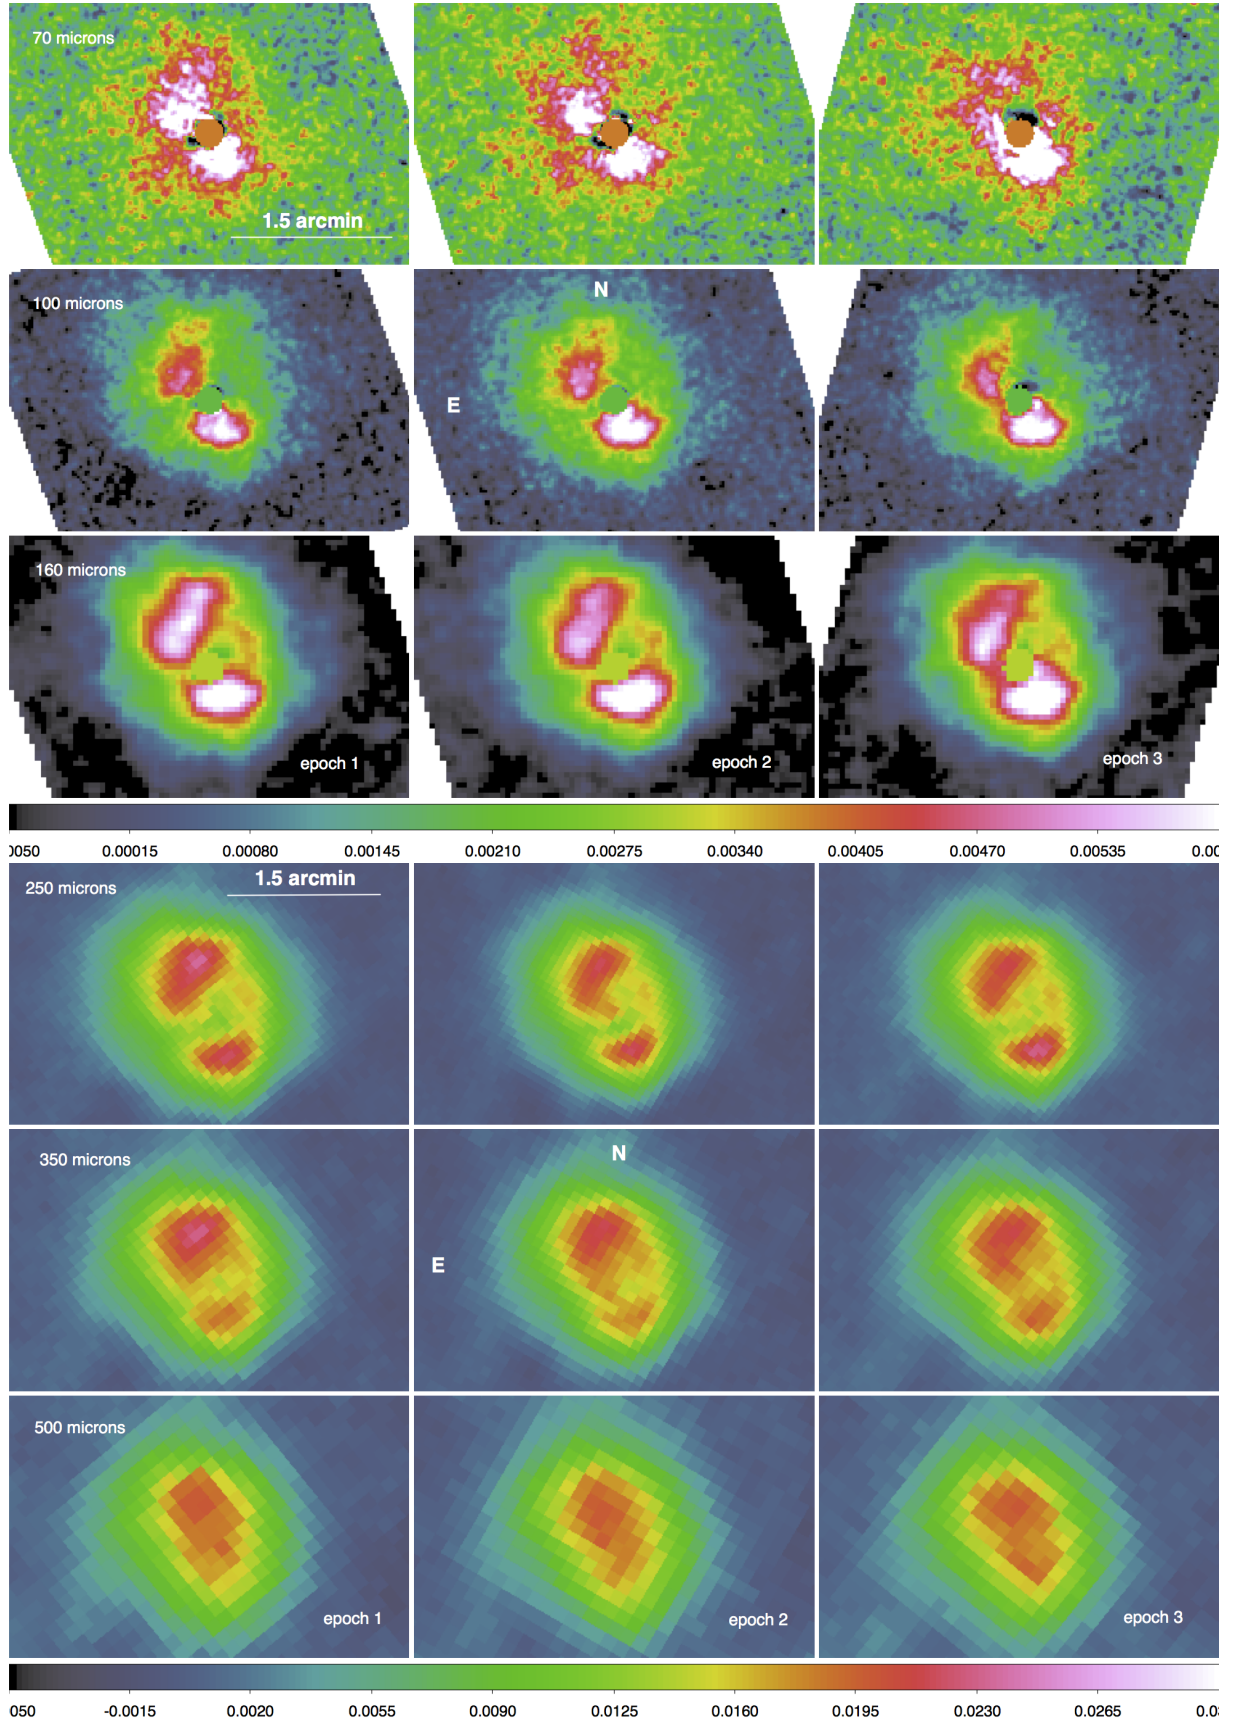 70 microns
1.5 arcmin
100 microns
N
E
160 microns
epoch 1
epoch 2
epoch 3
0.00015 0.00080 0.00145 0.00210 0.00275 0.00340 0.00405 0.00470 0.00535
250 microns
1.5 arcmin
350 microns
N
E
500 microns
epoch 1
epoch 2
epoch 3
-0.0015 0.0020 0.0055 0.0090 0.0125 0.0160 0.0195 0.0230 0.0265